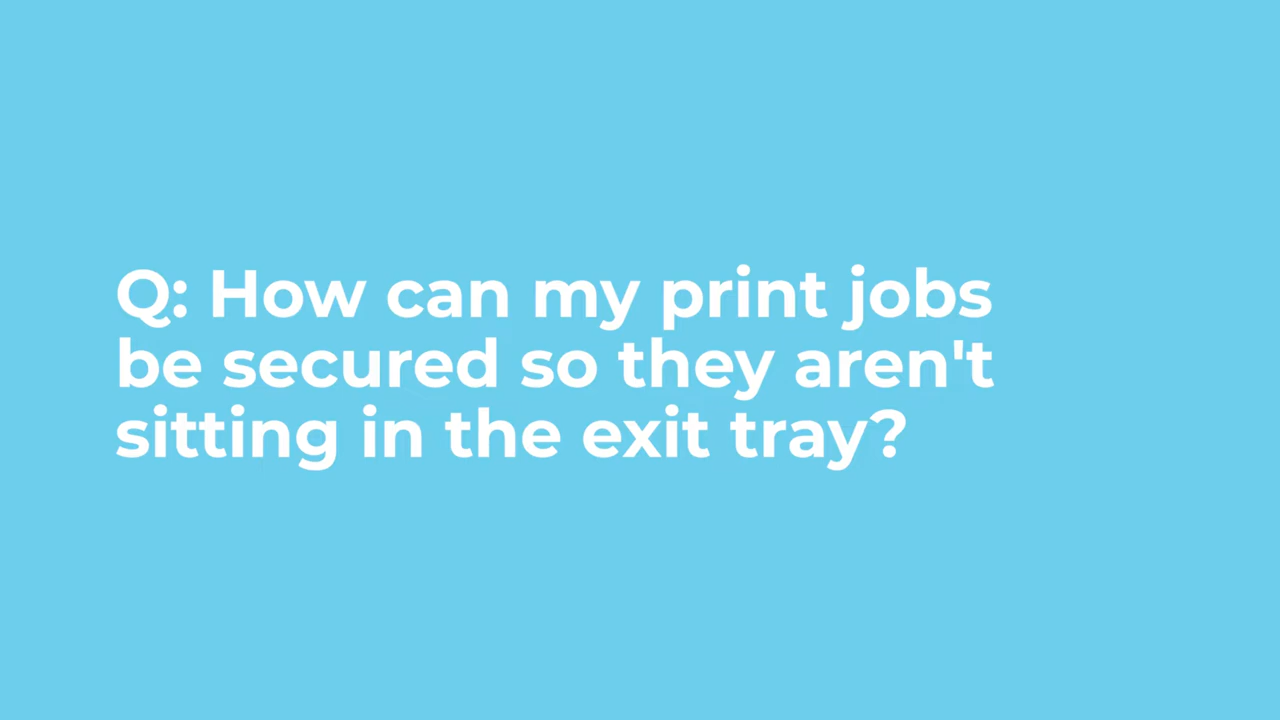 Q: How can my print jobs
be secured so they aren't
sitting in the exit tray?